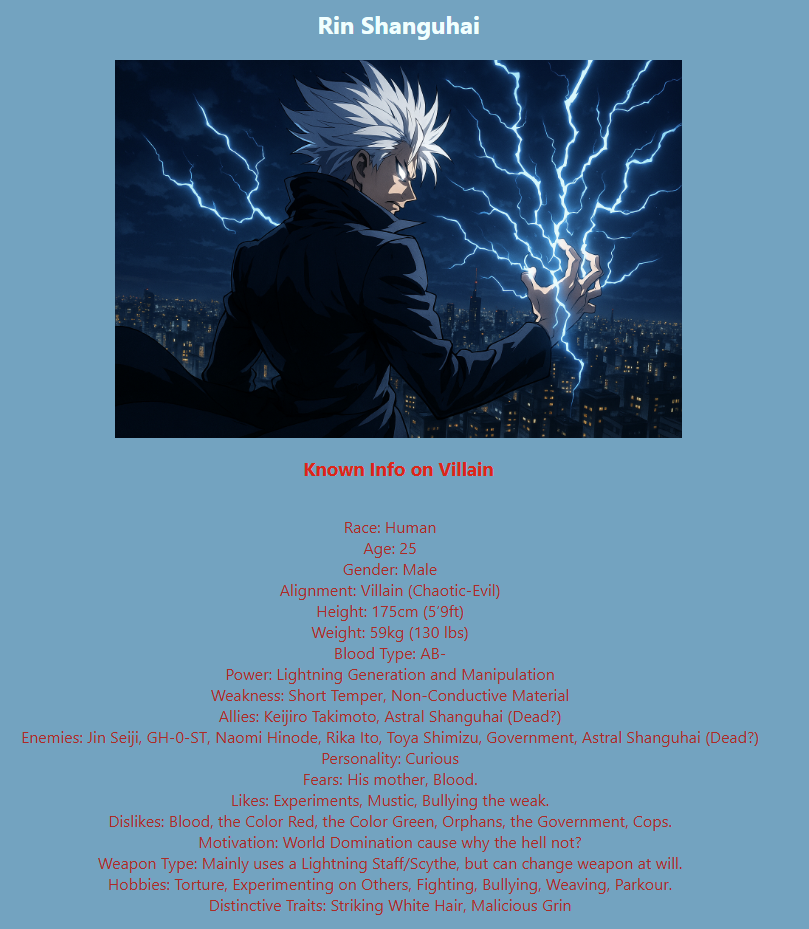 Rin Shanguhai
Known Info on Villain
Race: Human
Age: 25
Gender: Male
Alignment: Villain (Chaotic-Evil)
Height: 175cm (5'9ft)
Weight: 59kg (130 lbs)
Blood Type: AB-
Power: Lightning Generation and Manipulation
Weakness: Short Temper, Non-Conductive Material
Allies: Keijiro Takimoto, Astral Shanguhai (Dead?)
Enemies: Jin Seiji, GH-0-ST, Naomi Hinode, Rika Ito, Toya Shimizu, Government, Astral Shanguhai (Dead?)
Personality: Curious
Fears: His mother, Blood.
Likes: Experiments, Mustic, Bullying the weak.
Dislikes: Blood, the Color Red, the Color Green, Orphans, the Government, Cops.
Motivation: World Domination cause why the hell not?
Weapon Type: Mainly uses a Lightning Staff/Scythe, but can change weapon at will.
Hobbies: Torture, Experimenting on Others, Fighting, Bullying, Weaving, Parkour.
Distinctive Traits: Striking White Hair, Malicious Grin